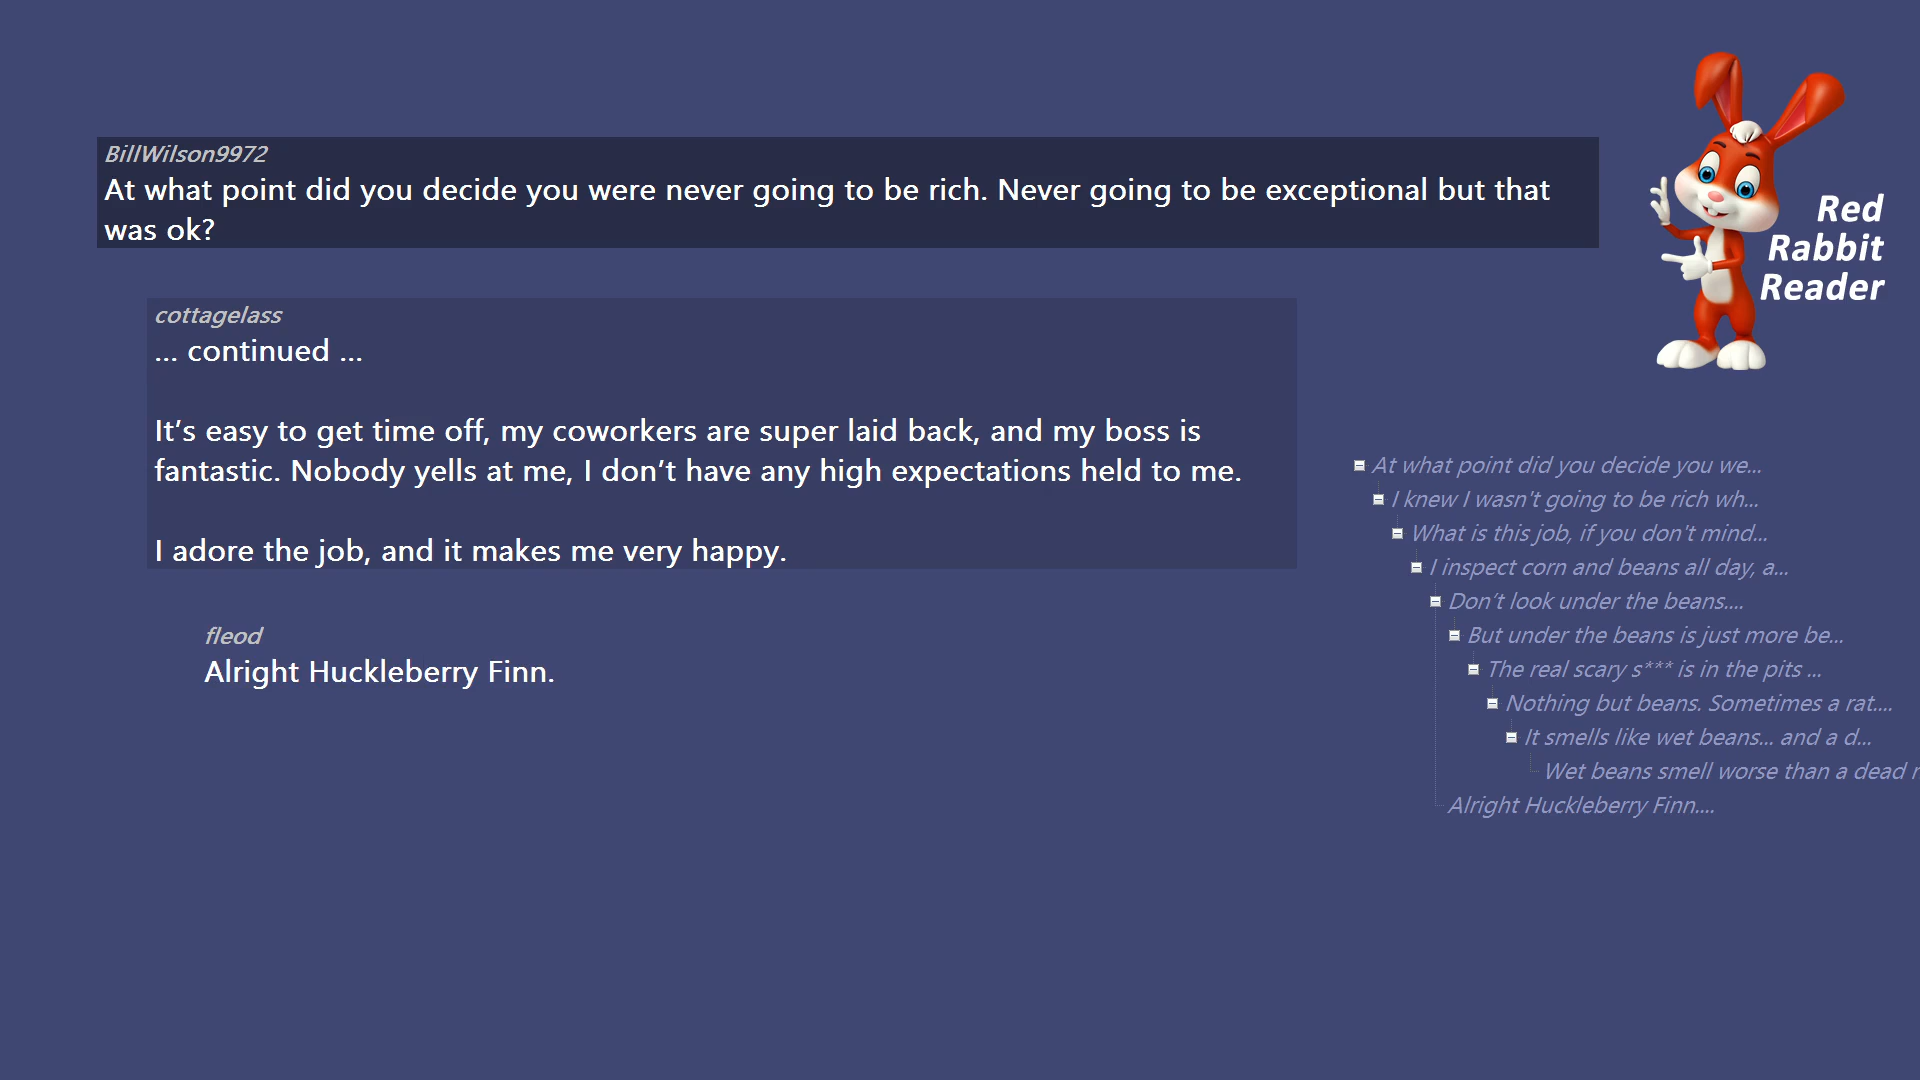 BillWilson9972
At what point did you decide you were never going to be rich. Never going to be exceptional but that
was ok?
cottagelass
... continued ...
It’s easy to get time off, my coworkers are super laid back, and my boss is
fantastic. Nobody yells at me, I don’t have any high expectations held to me.
I adore the job, and it makes me very happy.
fleod
Alright Huckleberry Finn.
Red
Rabbit
Reader
At what point did you decide you we...
I knew I wasn't going to be rich wh...
What is this job, if you don't mind...
I inspect corn and beans all day, a...
Don’t look under the beans....
But under the beans is just more be...
The real scary s*** is in the pits ...
Nothing but beans. Sometimes a rat....
It smells like wet beans... and a d...
Wet beans smell worse than a dead
Alright Huckleberry Finn....